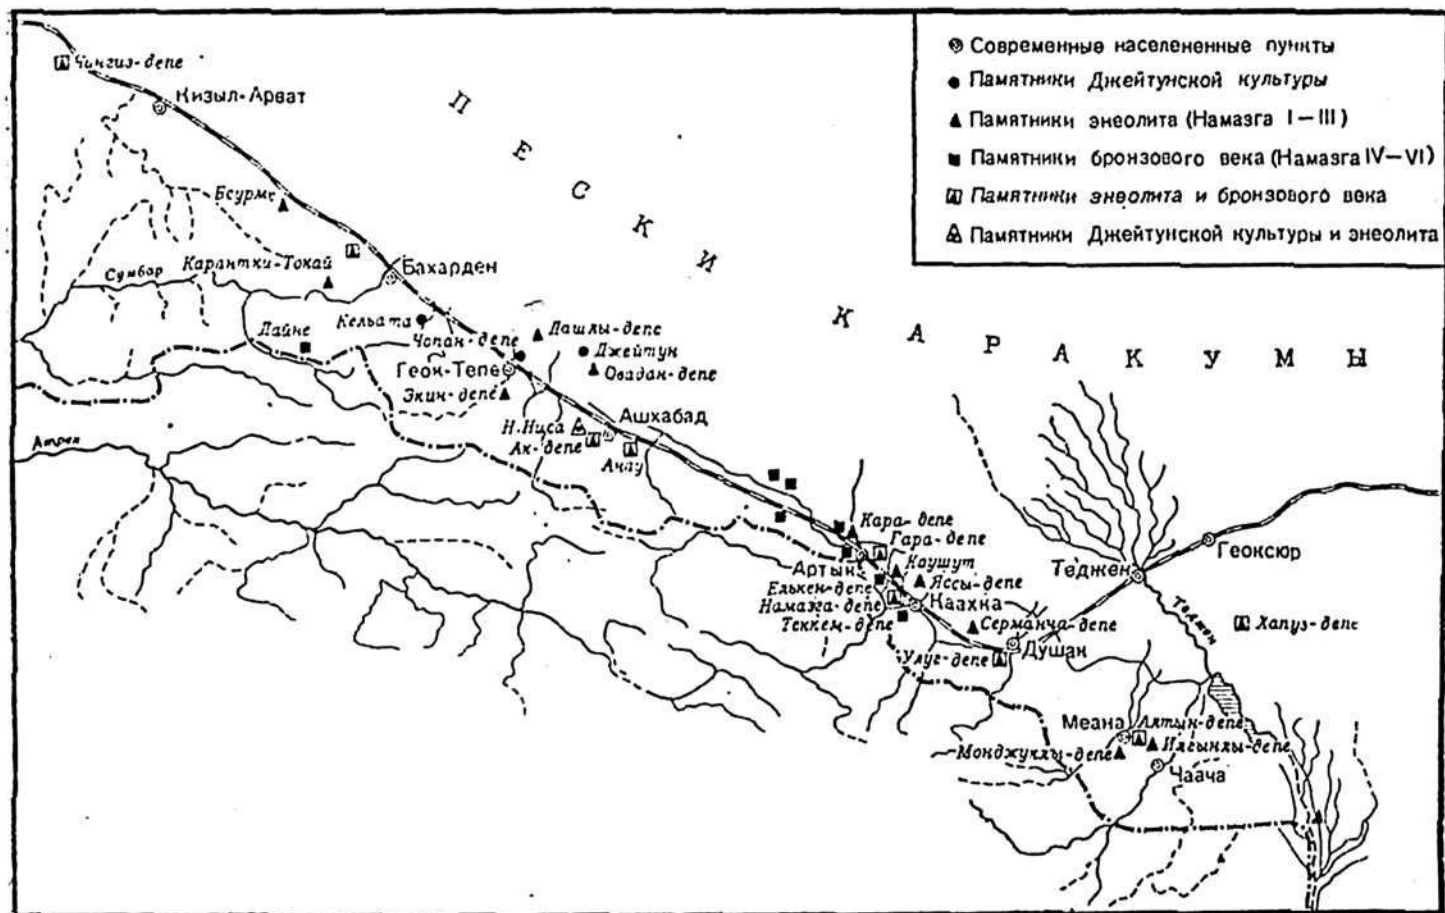 Современные населенные пункты
Памятники Джейтунской культуры
Памятники энеолита (Намазга I–III)
Памятники бронзового века (Намазга IV–VI)
Памятники энеолита и бронзового века
Памятники Джейтунской культуры и энеолита
ПЕСКИ КАРАКУМЫ
Чингиз-депе
Кизыл-Арват
Бсурме
Карантки-Токай
Сумбар
Бахарден
Лайне
Кельата
Чопан-депе
Дашлы-депе
Джейтун
Овадан-депе
Геок-Тепе
Экин-депе
Ашхабад
Н.Ниса
Ак-депе
Анау
Атрек
Кара-депе
Гара-депе
Артык
Каушут
Яссы-депе
Елькен-депе
Намазга-депе
Каахка
Теккем-депе
Серманча-депе
Душак
Улуг-депе
Теджен
Геоксюр
Теджен
Хапуз-депе
Меана
Алтын-депе
Илгынлы-депе
Монджуклы-депе
Чаача